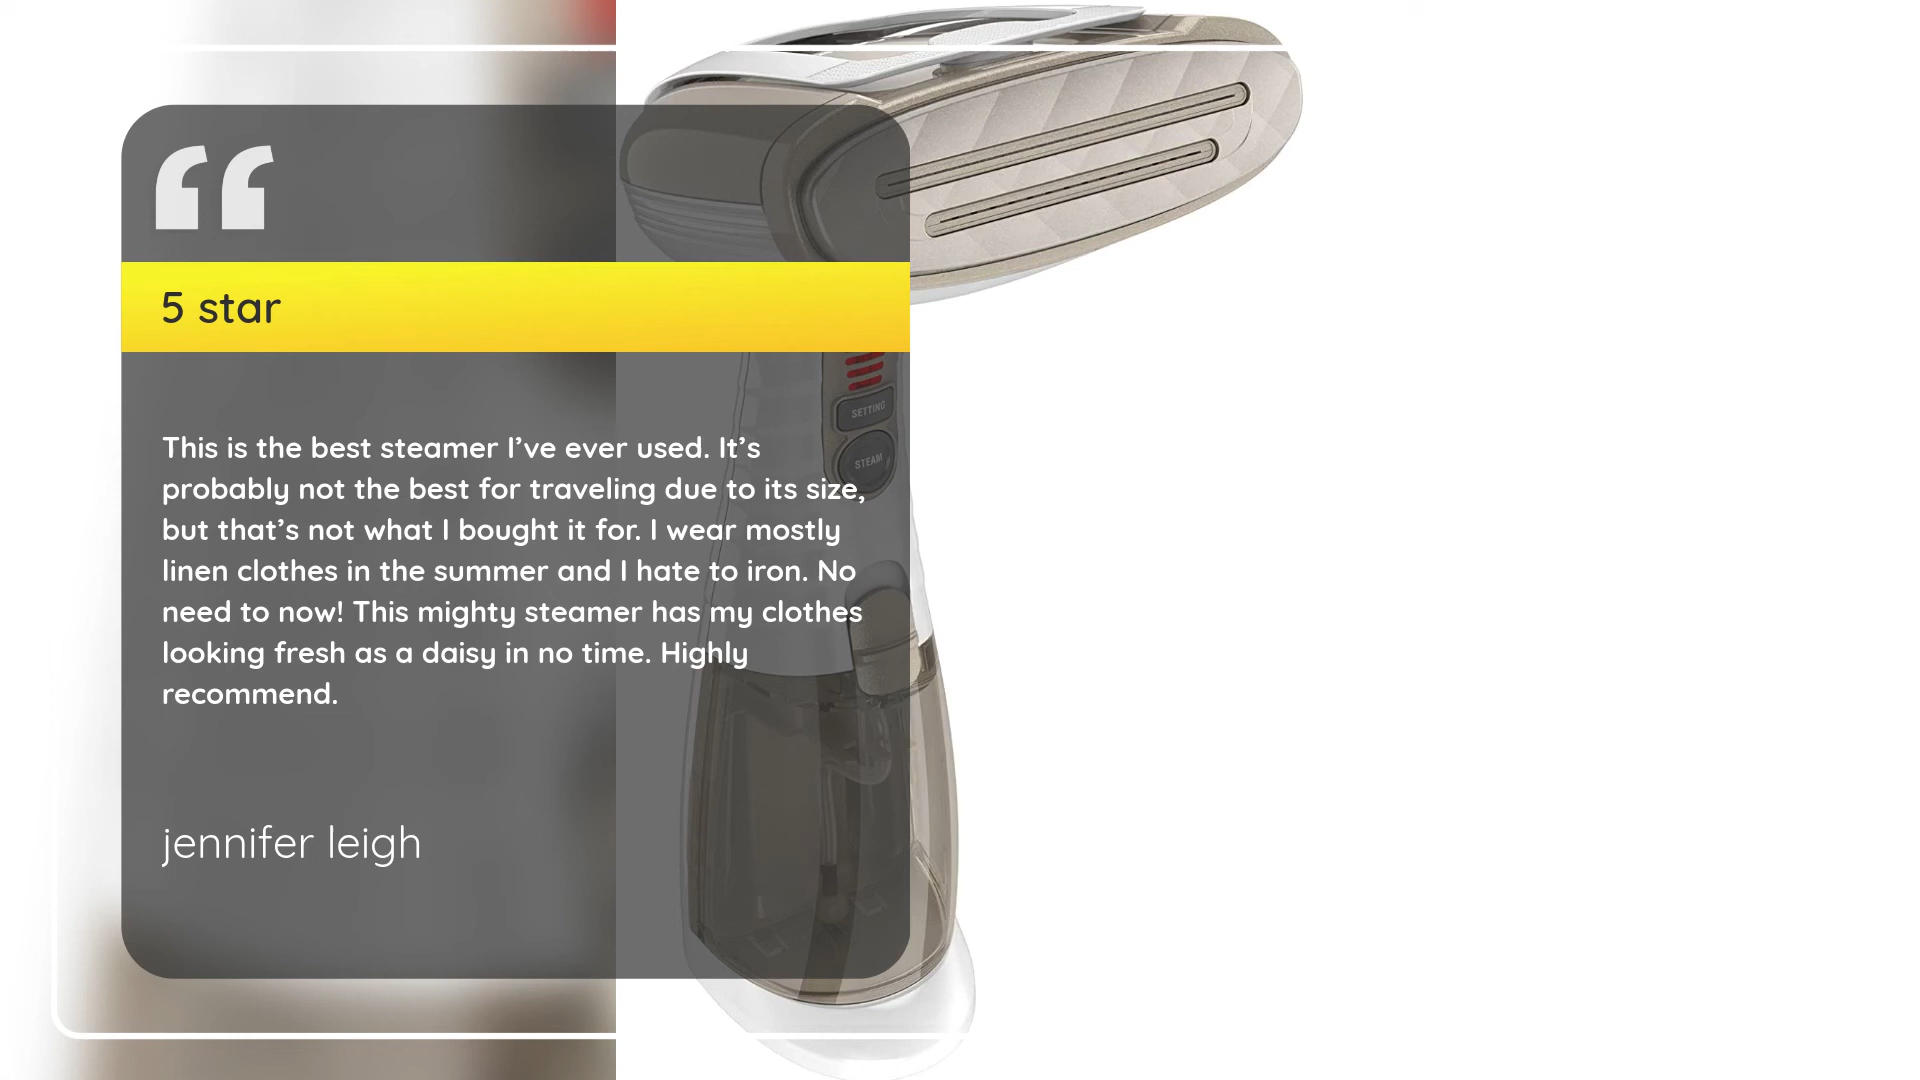 “
5 star
SETTING
STEAM
This is the best steamer I’ve ever used. It’s
probably not the best for traveling due to its size,
but that’s not what I bought it for. I wear mostly
linen clothes in the summer and I hate to iron. No
need to now! This mighty steamer has my clothes
looking fresh as a daisy in no time. Highly
recommend.
jennifer leigh